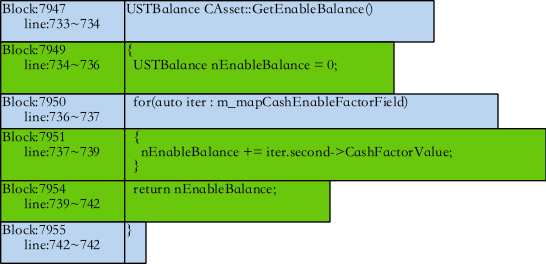 Block:7947 USTBalance CAsset::GetEnableBalance()
line:733~734
Block:7949 {
line:734~736 USTBalance nEnableBalance = 0;
Block:7950 for(auto iter : m_mapCashEnableFactorField)
line:736~737
Block:7951 {
line:737~739 nEnableBalance += iter.second->CashFactorValue;
}
Block:7954 return nEnableBalance;
line:739~742
Block:7955 }
line:742~742